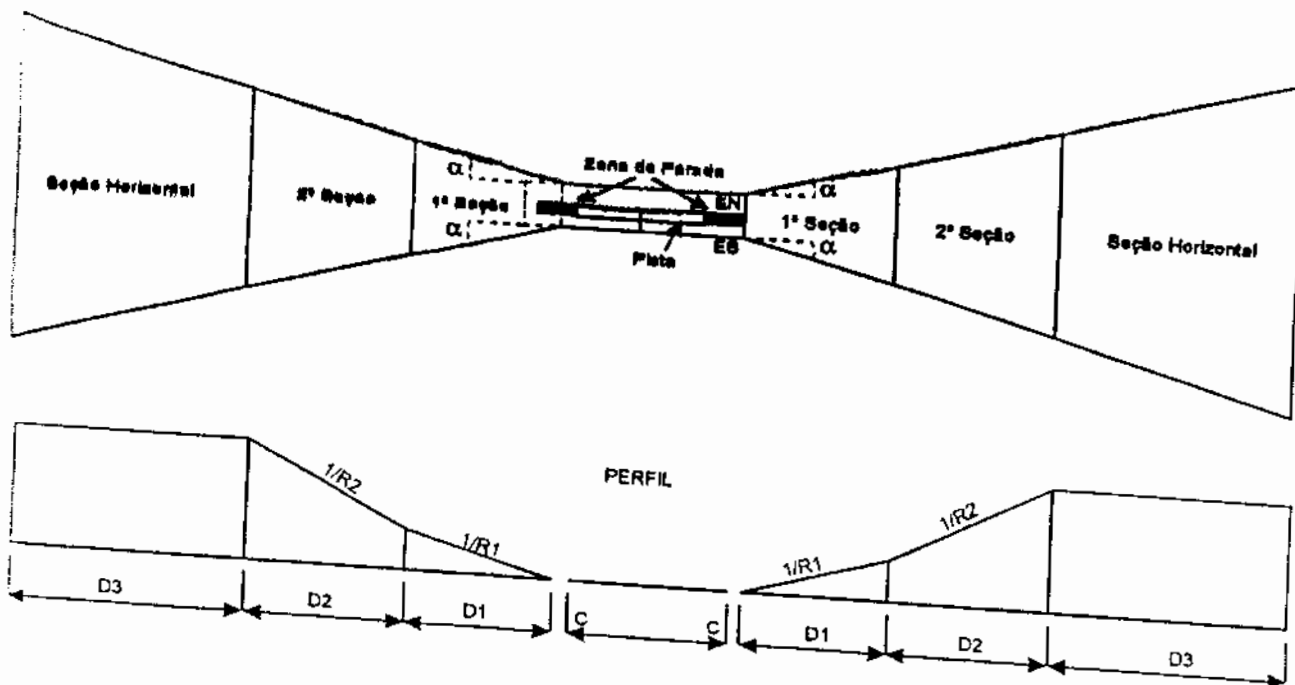 Zona de Parada
Seção Horizontal
2ª Seção
1ª Seção
α
α
EN
EB
Pista
α
α
1ª Seção
2ª Seção
Seção Horizontal
PERFIL
1/R2
1/R1
1/R1
1/R2
D3
D2
D1
C
C
D1
D2
D3